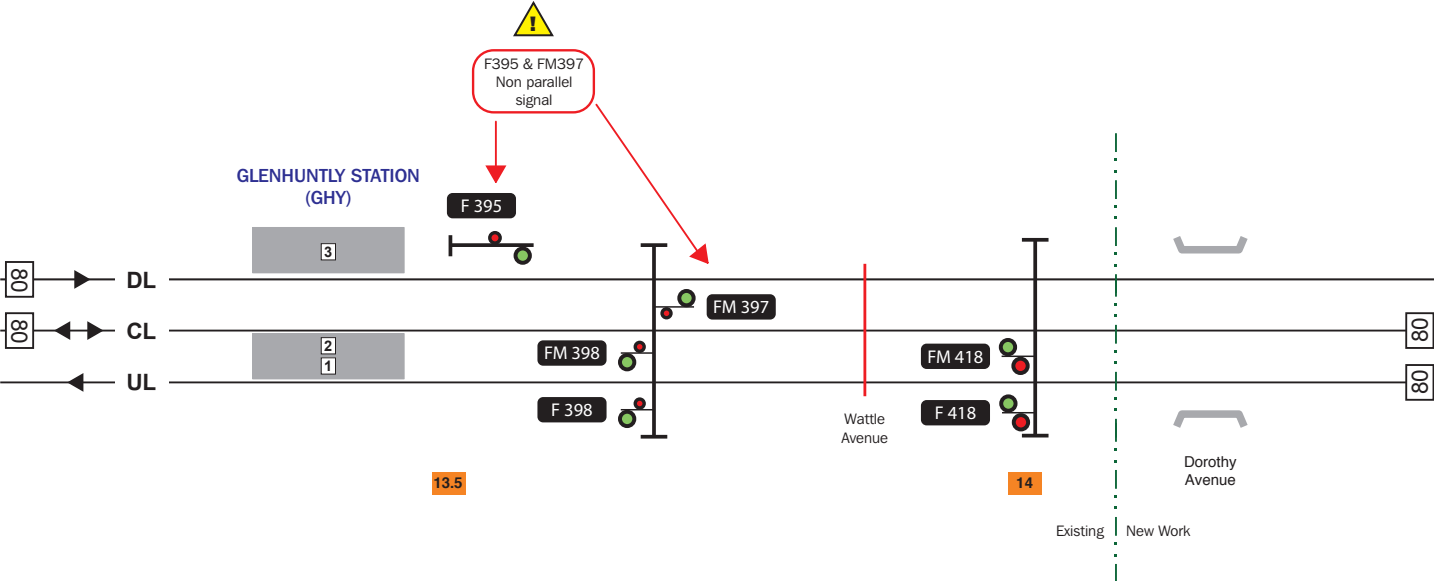 !
F395 & FM397
Non parallel
signal
GLENHUNTLY STATION
(GHY)
F 395
3
80
DL
FM 397
80
CL
80
2
FM 398
FM 418
1
80
UL
F 398
F 418
Wattle
Avenue
Dorothy
Avenue
13.5
14
Existing
New Work